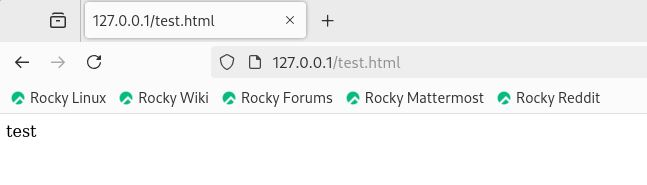 127.0.0.1/test.html
127.0.0.1/test.html
Rocky Linux Rocky Wiki Rocky Forums Rocky Mattermost Rocky Reddit
test